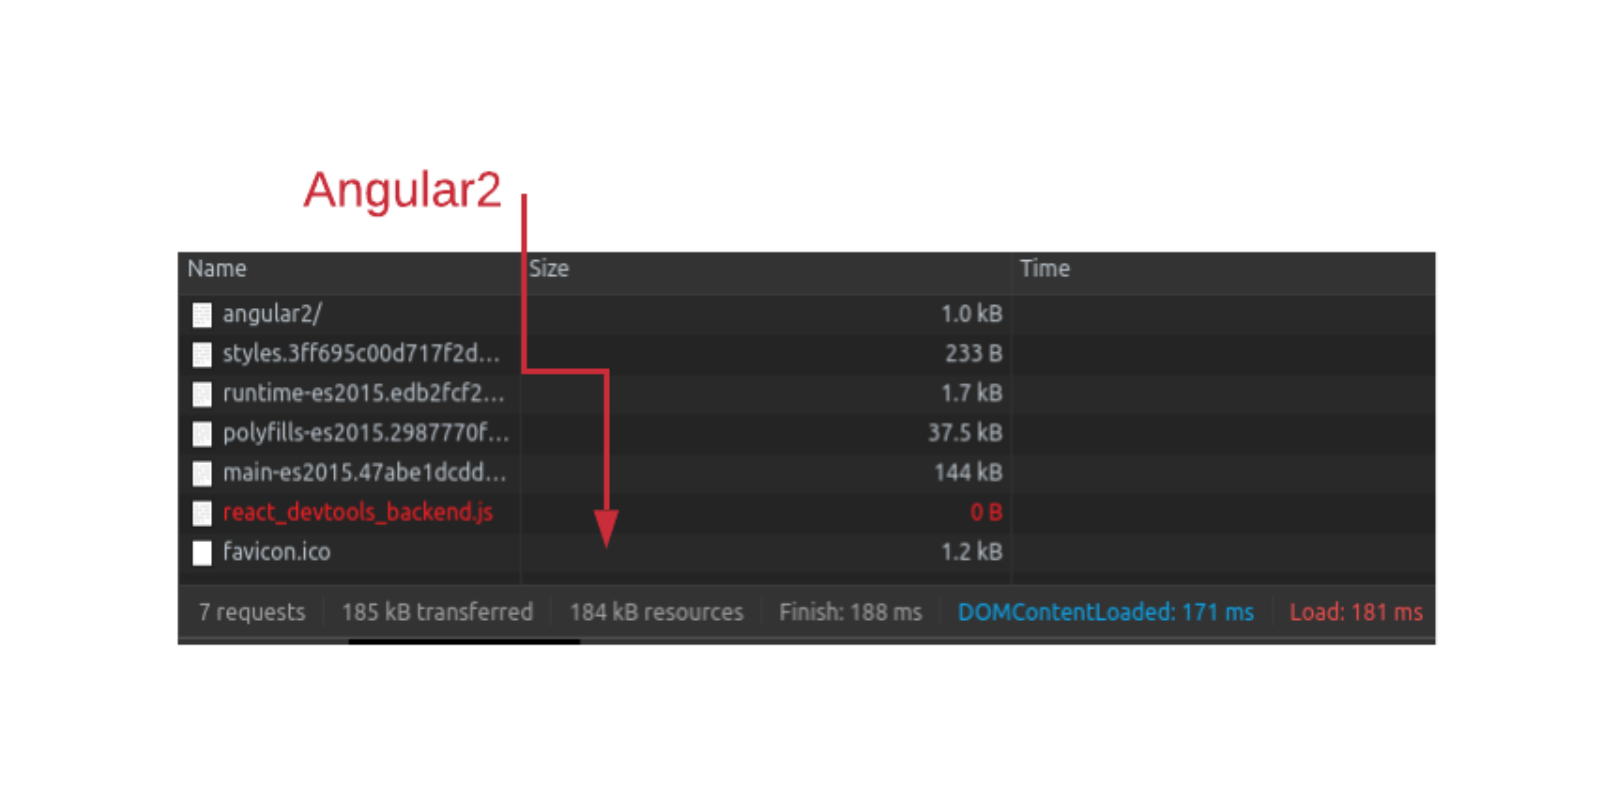 Angular2
Name Size Time
angular2/ 1.0 kB
styles.3ff695c00d717f2d... 233 B
runtime-es2015.edb2fcf2... 1.7 kB
polyfills-es2015.2987770f... 37.5 kB
main-es2015.47abe1dcdd... 144 kB
react_devtools_backend.js 0 B
favicon.ico 1.2 kB
7 requests 185 kB transferred 184 kB resources Finish: 188 ms DOMContentLoaded: 171 ms Load: 181 ms